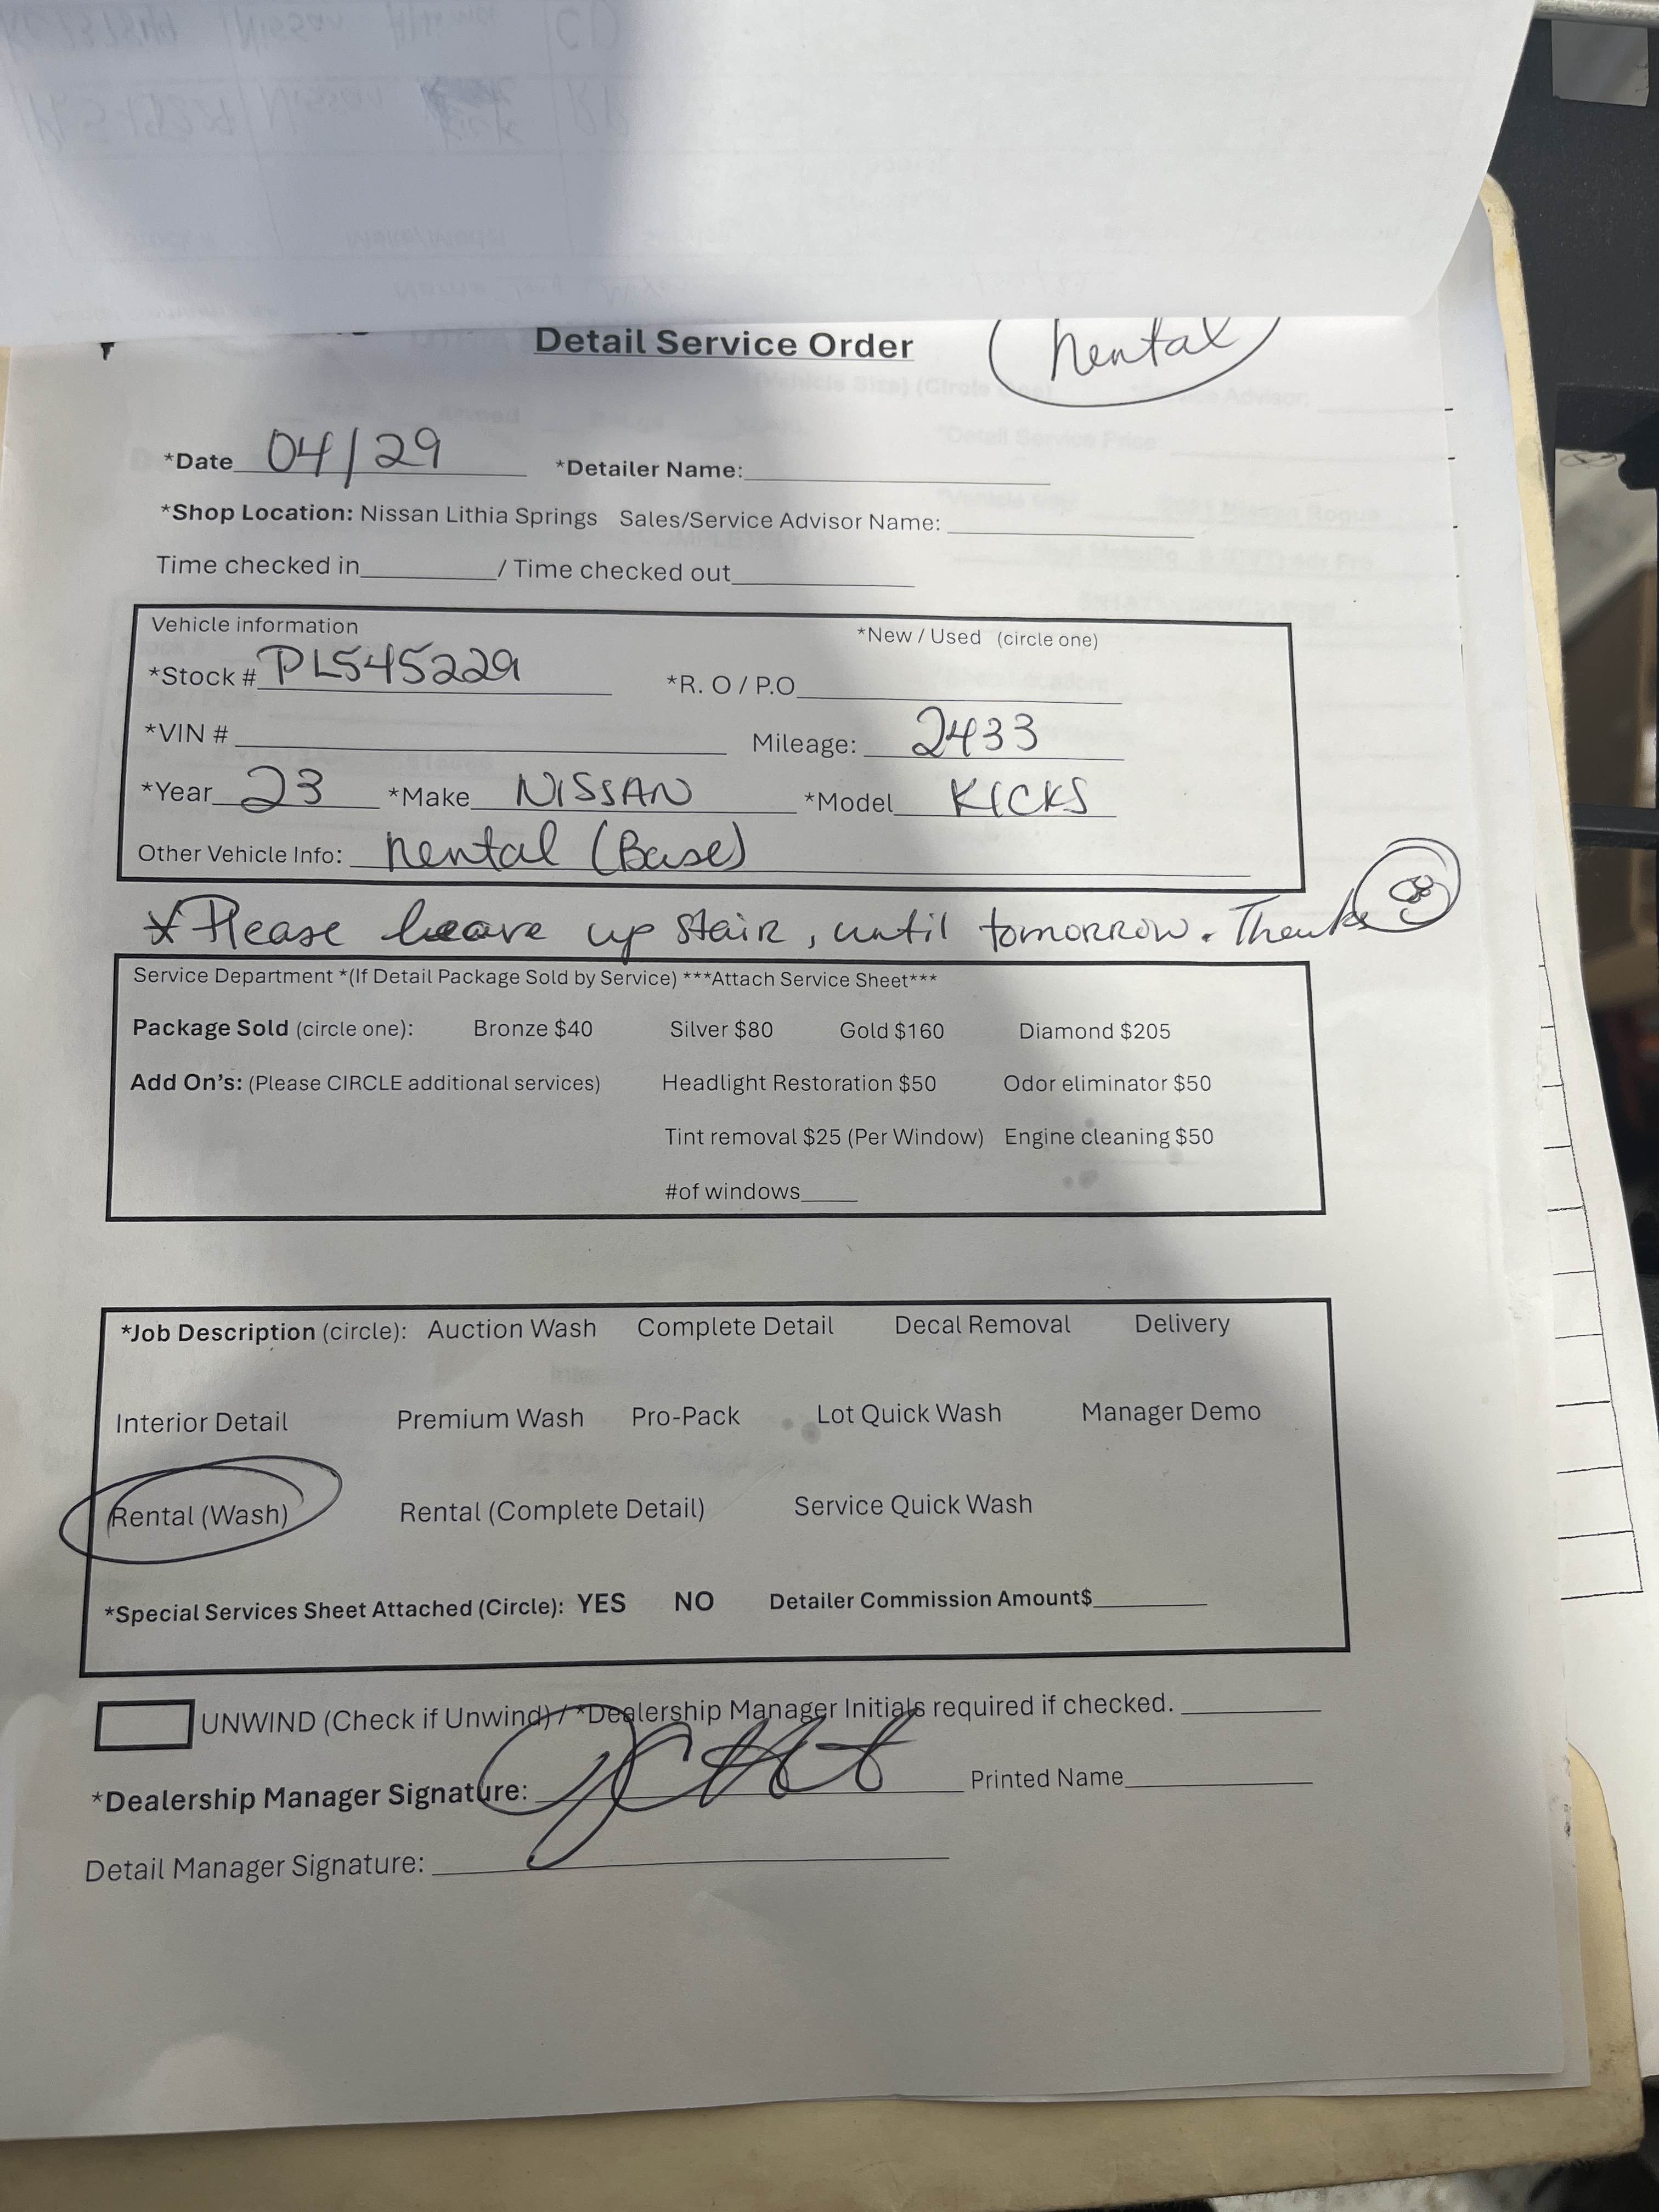 Detail Service Order
Rental
*Date 04/29 *Detailer Name:
*Shop Location: Nissan Lithia Springs Sales/Service Advisor Name:
Time checked in / Time checked out
Vehicle information *New / Used (circle one)
*Stock # PL545229 *R. O / P.O
*VIN # Mileage: 2433
*Year 23 *Make NISSAN *Model KICKS
Other Vehicle Info: Rental (Base)
*Please leave up stair, until tomorrow. Thanks
Service Department *(If Detail Package Sold by Service) ***Attach Service Sheet***
Package Sold (circle one): Bronze $40 Silver $80 Gold $160 Diamond $205
Add On's: (Please CIRCLE additional services) Headlight Restoration $50 Odor eliminator $50
Tint removal $25 (Per Window) Engine cleaning $50
#of windows
*Job Description (circle): Auction Wash Complete Detail Decal Removal Delivery
Interior Detail Premium Wash Pro-Pack Lot Quick Wash Manager Demo
Rental (Wash) Rental (Complete Detail) Service Quick Wash
*Special Services Sheet Attached (Circle): YES NO Detailer Commission Amount$
UNWIND (Check if Unwind) / *Dealership Manager Initials required if checked.
*Dealership Manager Signature: Printed Name
Detail Manager Signature: